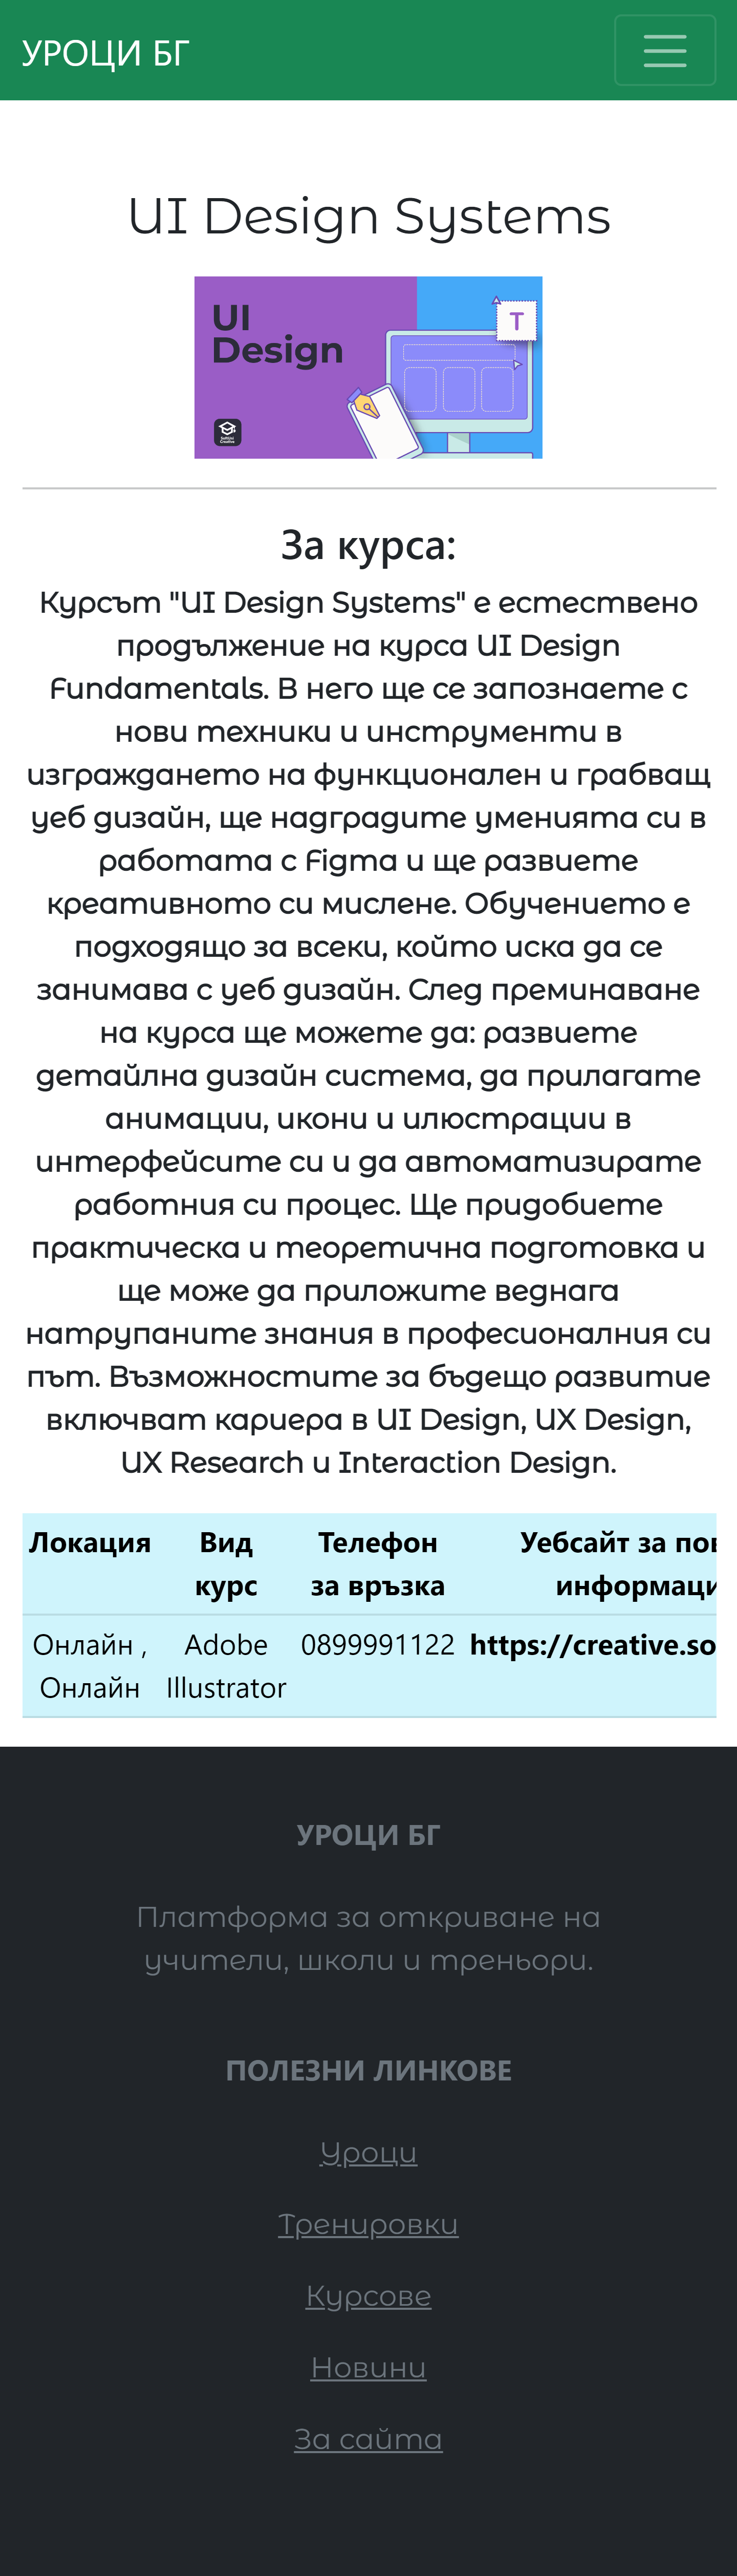 УРОЦИ БГ
UI Design Systems
UI
Design
T
SoftUni
Creative
За курса:
Курсът "UI Design Systems" е естествено
продължение на курса UI Design
Fundamentals. В него ще се запознаете с
нови техники и инструменти в
изграждането на функционален и грабващ
уеб дизайн, ще надградите уменията си в
работата с Figma и ще развиете
креативното си мислене. Обучението е
подходящо за всеки, който иска да се
занимава с уеб дизайн. След преминаване
на курса ще можете да: развиете
детайлна дизайн система, да прилагате
анимации, икони и илюстрации в
интерфейсите си и да автоматизирате
работния си процес. Ще придобиете
практическа и теоретична подготовка и
ще може да приложите веднага
натрупаните знания в професионалния си
път. Възможностите за бъдещо развитие
включват кариера в UI Design, UX Design,
UX Research и Interaction Design.
Локация Вид Телефон Уебсайт за
курс за връзка
Онлайн , Adobe 0899991122 https://creative.so
Онлайн Illustrator
УРОЦИ БГ
Платформа за откриване на
учители, школи и треньори.
ПОЛЕЗНИ ЛИНКОВЕ
Уроци
Тренировки
Курсове
Новини
За сайта